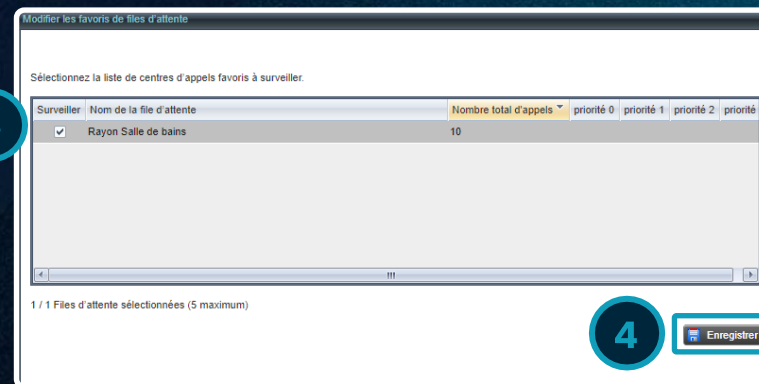 Modifier les favoris de files d'attente
Sélectionnez la liste de centres d'appels favoris à surveiller.
Surveiller Nom de la file d'attente Nombre total d'appels priorité 0 priorité 1 priorité 2 priorité
Rayon Salle de bains 10
1 / 1 Files d'attente sélectionnées (5 maximum)
4 Enregistrer